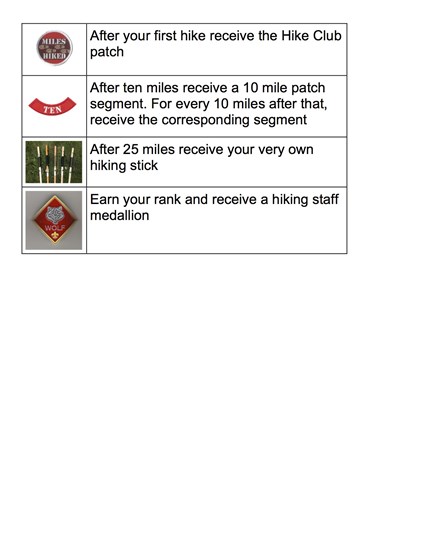 MILES
HIKED
After your first hike receive the Hike Club
patch
TEN
After ten miles receive a 10 mile patch
segment. For every 10 miles after that,
receive the corresponding segment
After 25 miles receive your very own
hiking stick
WOLF
Earn your rank and receive a hiking staff
medallion